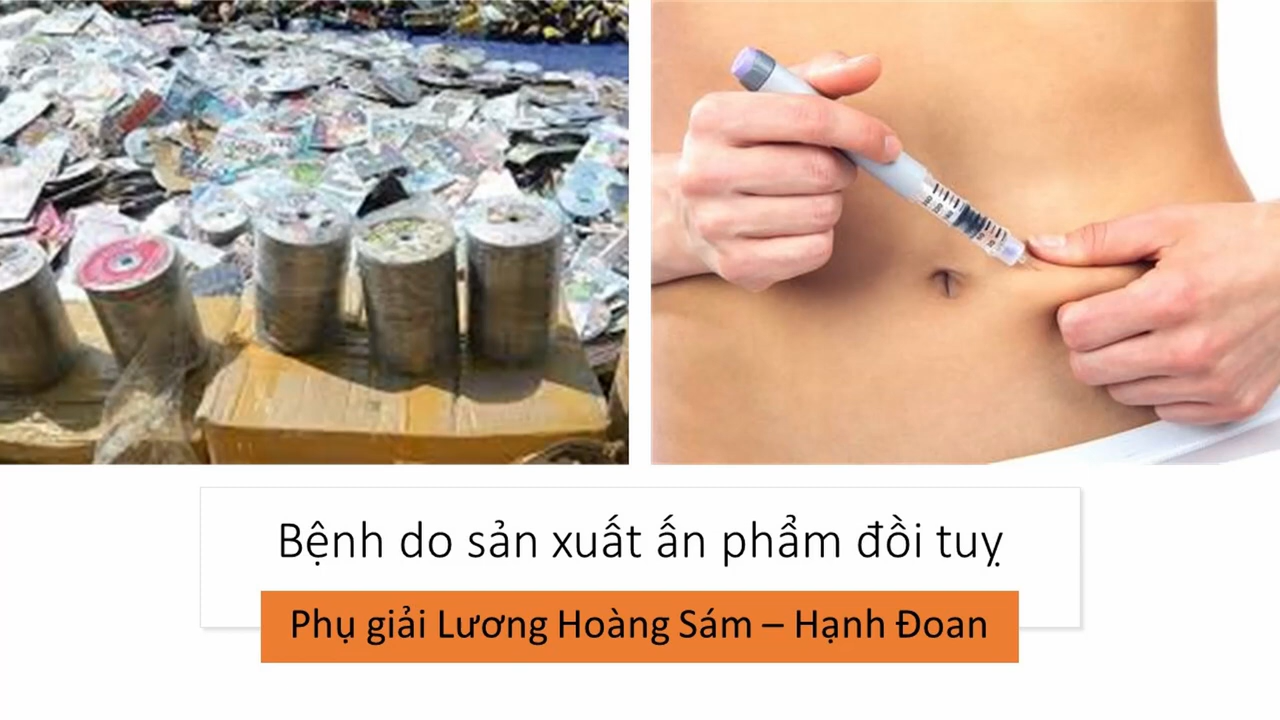 Bệnh do sản xuất ấn phẩm đồi tuỵ
Phụ giải Lương Hoàng Sám – Hạnh Đoan